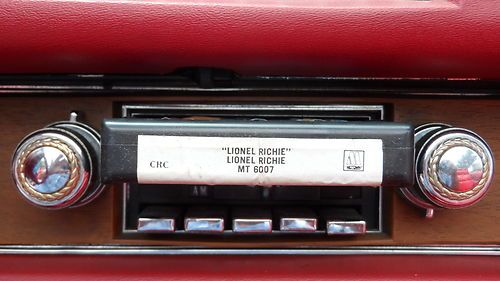 "LIONEL RICHIE"
CRC LIONEL RICHIE
MT 6007
AM